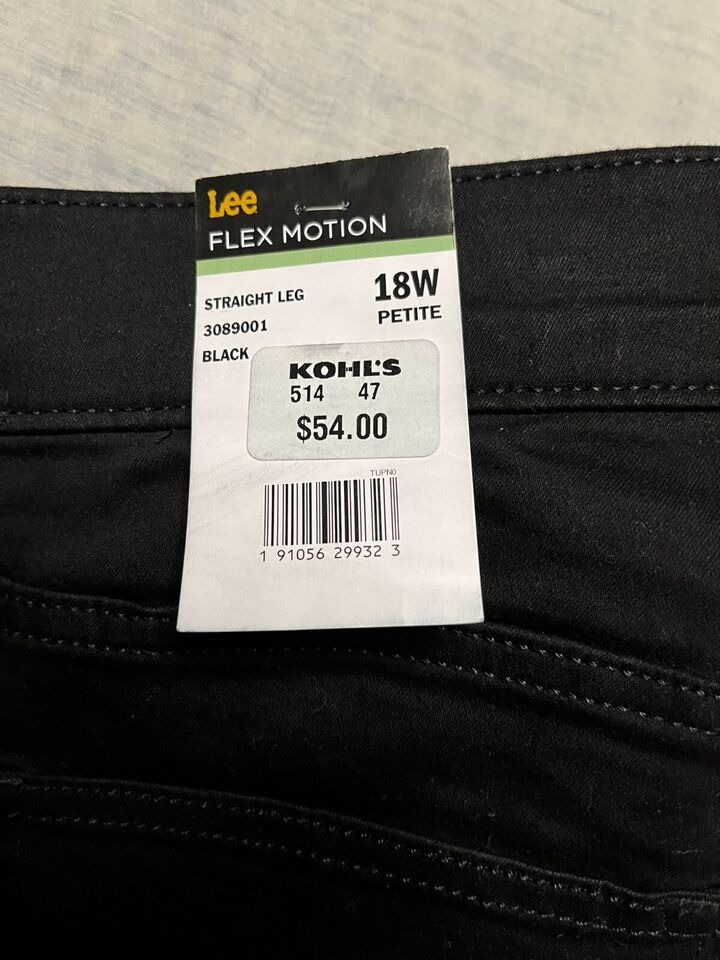 Lee
FLEX MOTION
STRAIGHT LEG
3089001
BLACK
18W
PETITE
KOHL'S
514 47
$54.00
TUPN0
1 91056 29932 3